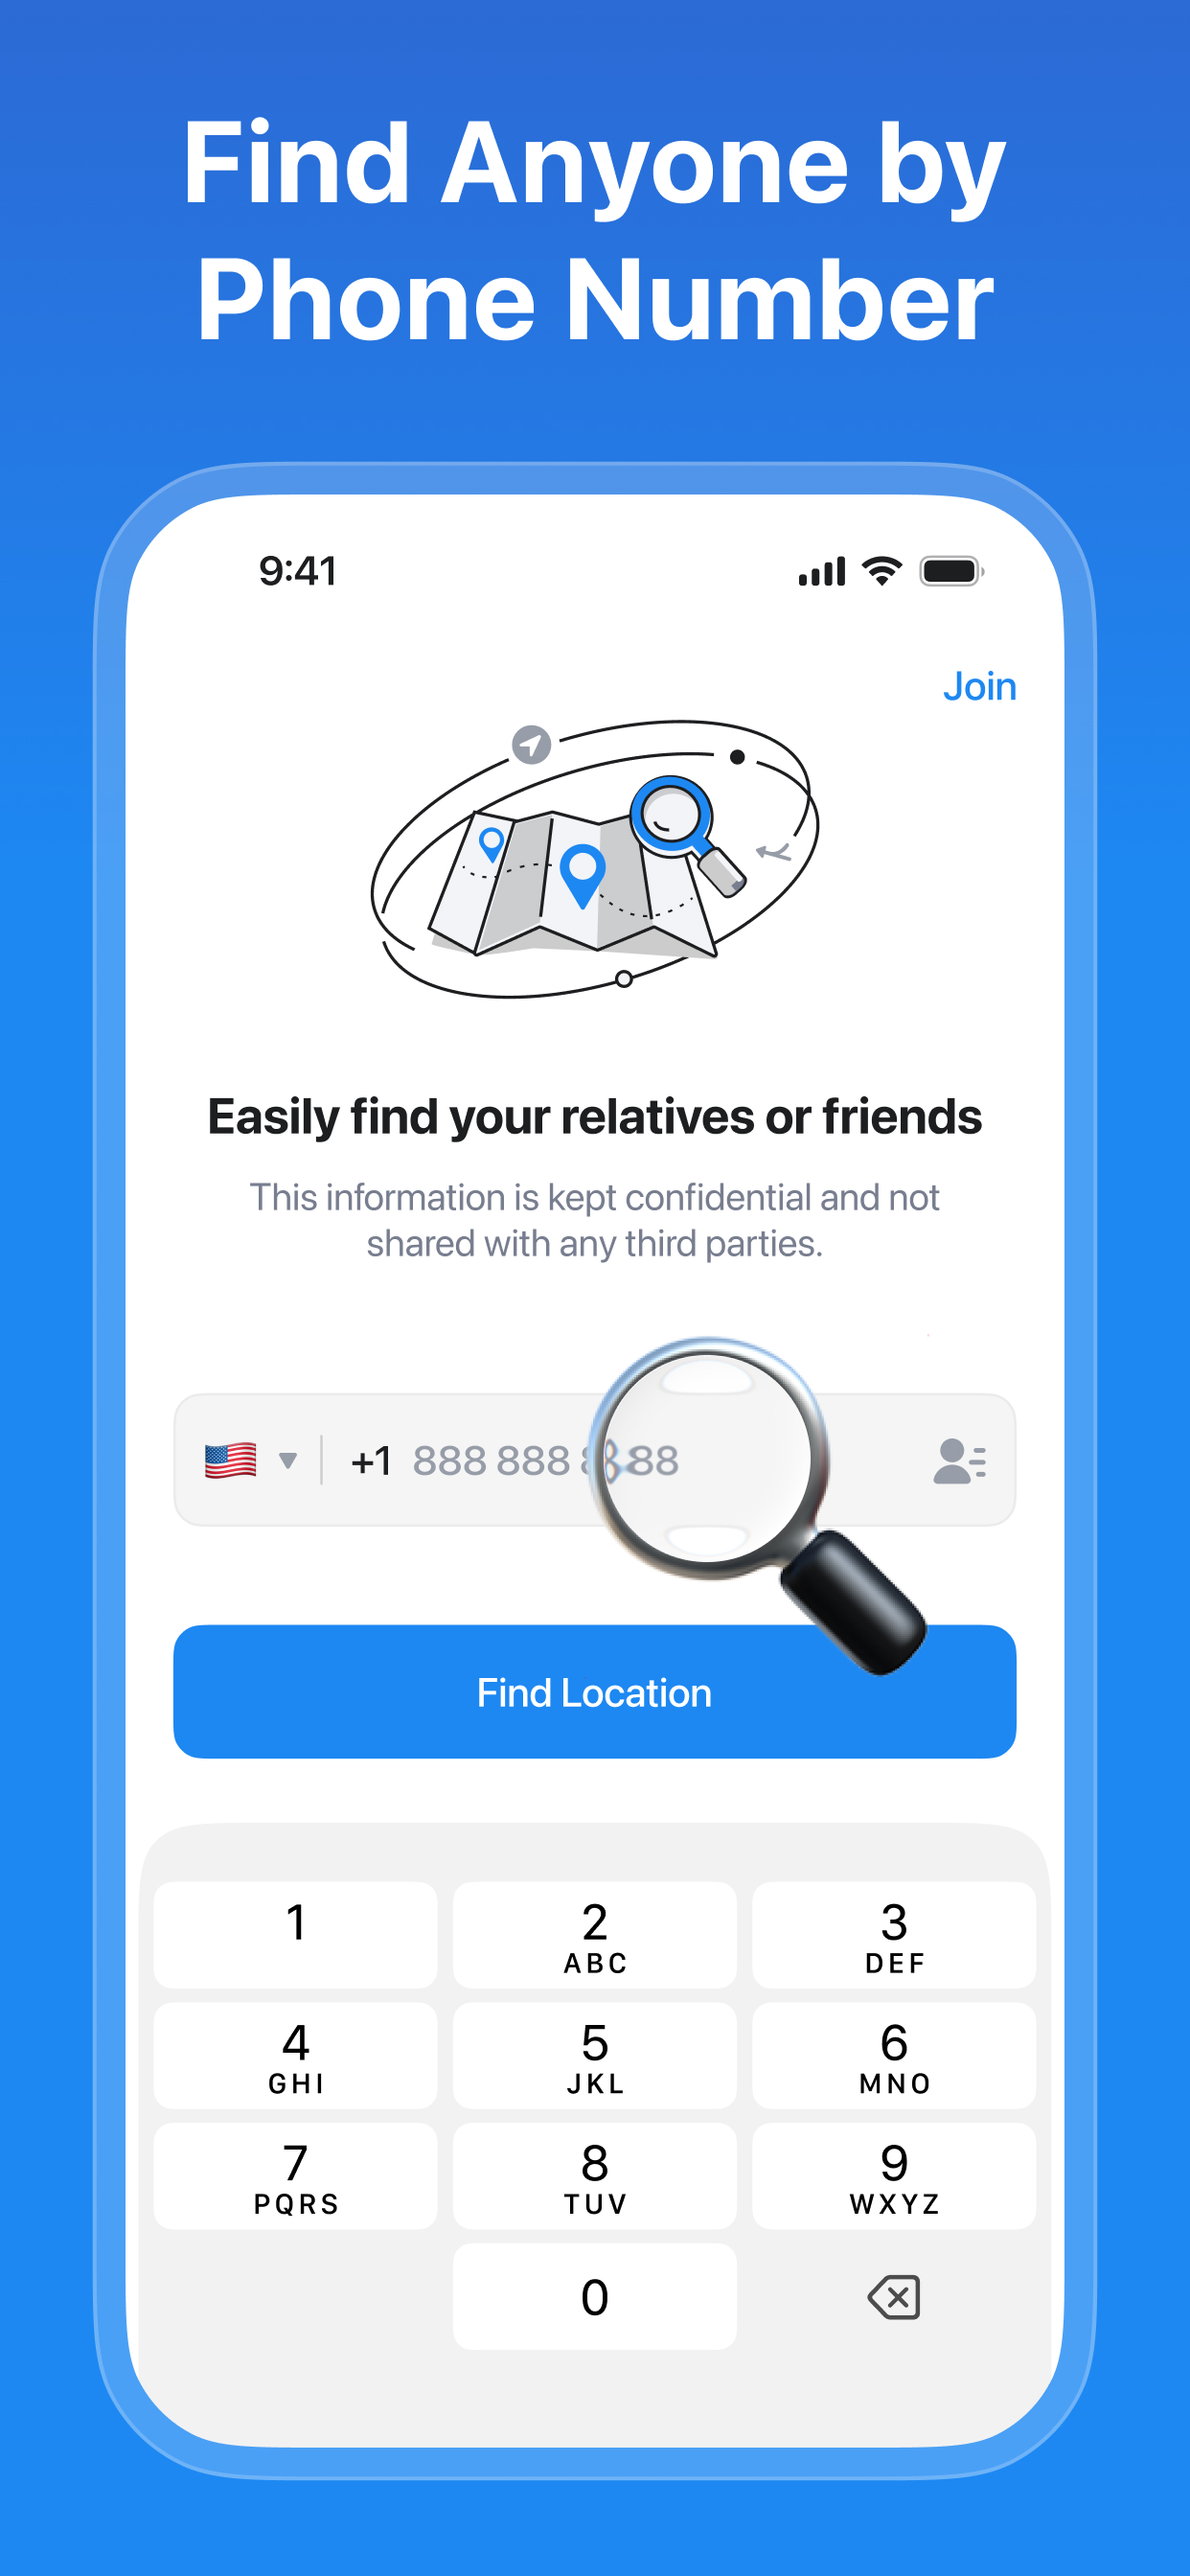 Find Anyone by
Phone Number
9:41
Join
Easily find your relatives or friends
This information is kept confidential and not
shared with any third parties.
+1 888 888 8888
Find Location
1
2
ABC
3
DEF
4
GHI
5
JKL
6
MNO
7
PQRS
8
TUV
9
WXYZ
0